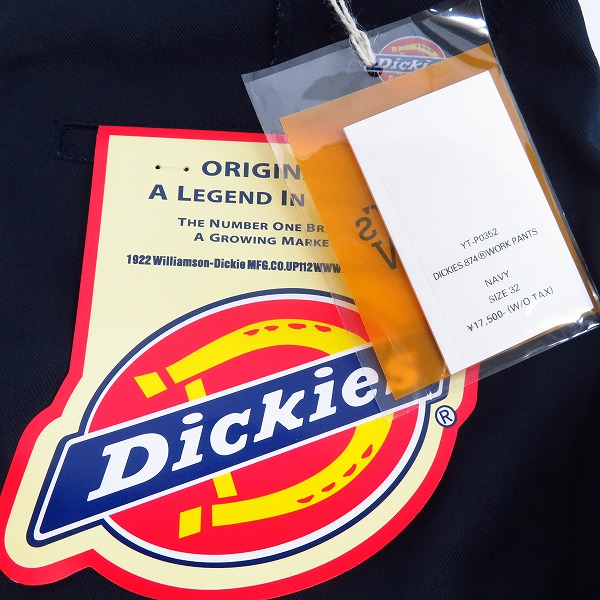 Dickies
ORIGIN
A LEGEND IN
THE NUMBER ONE
A GROWING MARKE
1922 Williamson-Dickie MFG.CO.UP112WWW.
Dickies
®
YT-P0352
DICKIES 874®WORK PANTS
NAVY
SIZE 32
¥17,500- (W/O TAX)